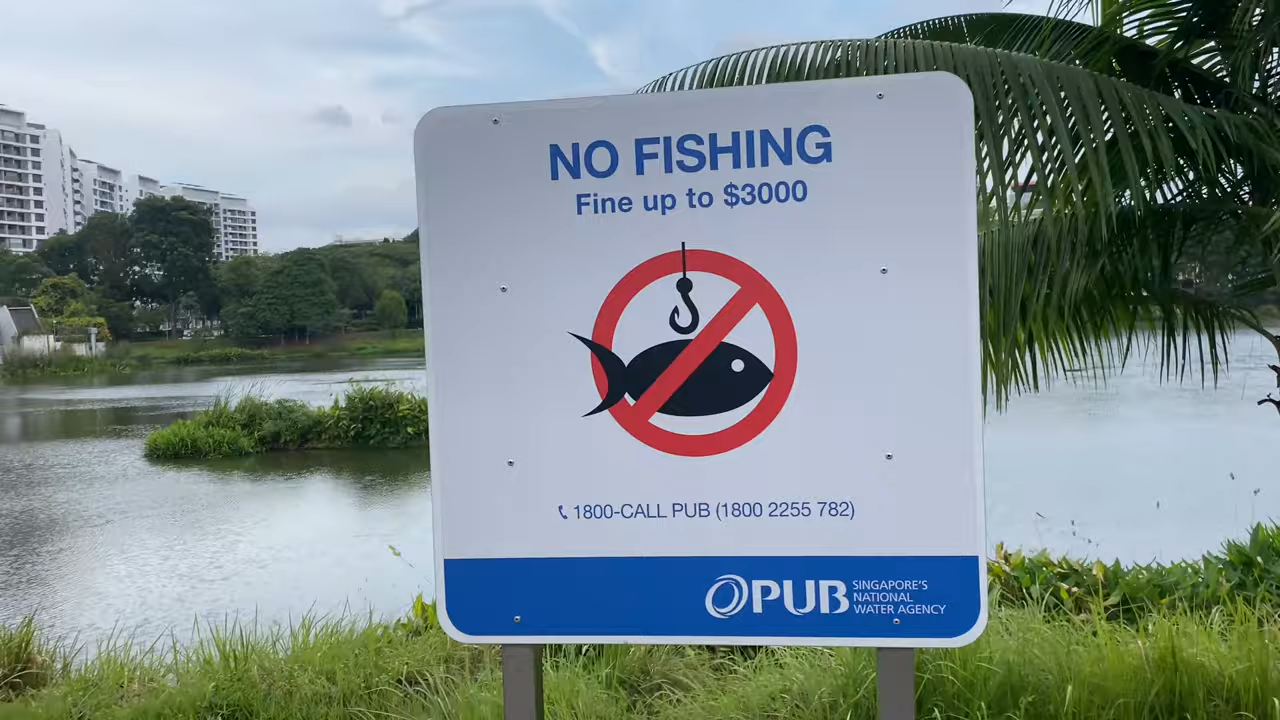 NO FISHING
Fine up to $3000
1800-CALL PUB (1800 2255 782)
PUB
SINGAPORE'S
NATIONAL
WATER AGENCY